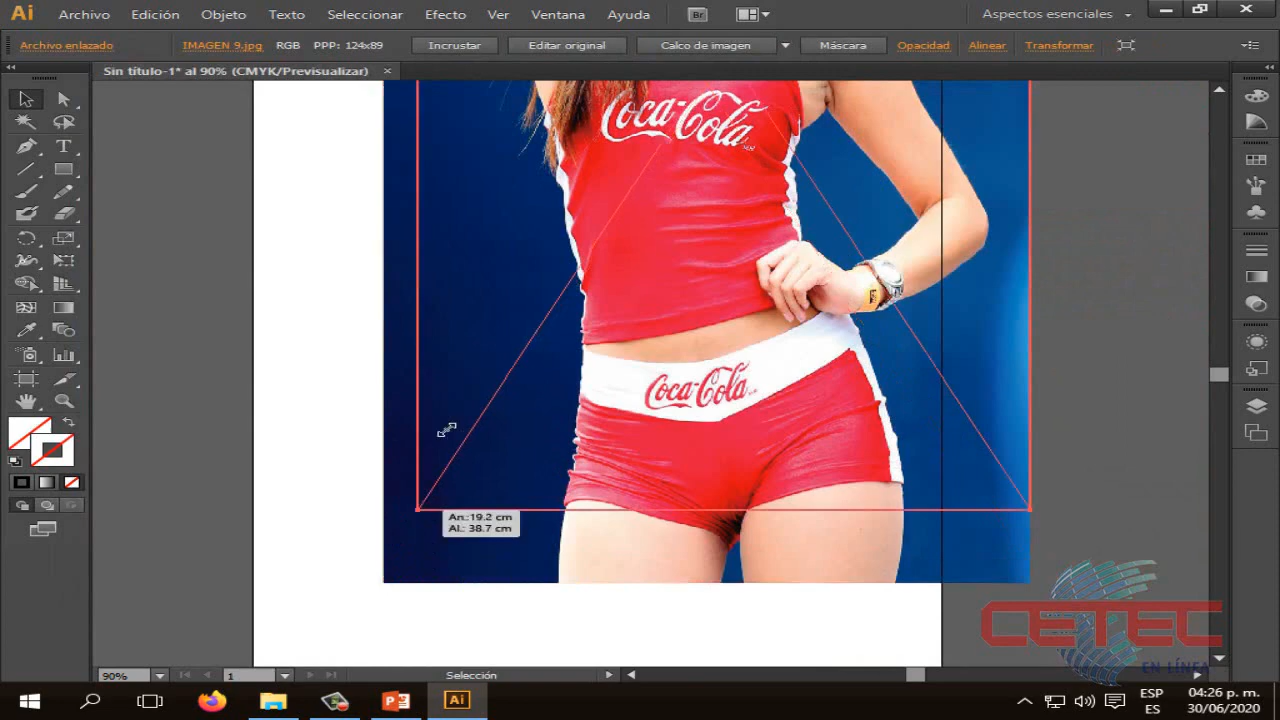 Ai Archivo Edición Objeto Texto Seleccionar Efecto Ver Ventana Ayuda Br Aspectos esenciales
Archivo enlazado IMAGEN 9.jpg RGB PPP: 124x89 Incrustar Editar original Calco de imagen Máscara Opacidad Alinear Transformar
Sin título-1* al 90% (CMYK/Previsualizar)
Coca-Cola
Coca-Cola
An.:19.2 cm
Al.: 38.7 cm
CETEC
EN LÍNEA
90% 1 Selección
Ai ESP 04:26 p. m.
ES 30/06/2020